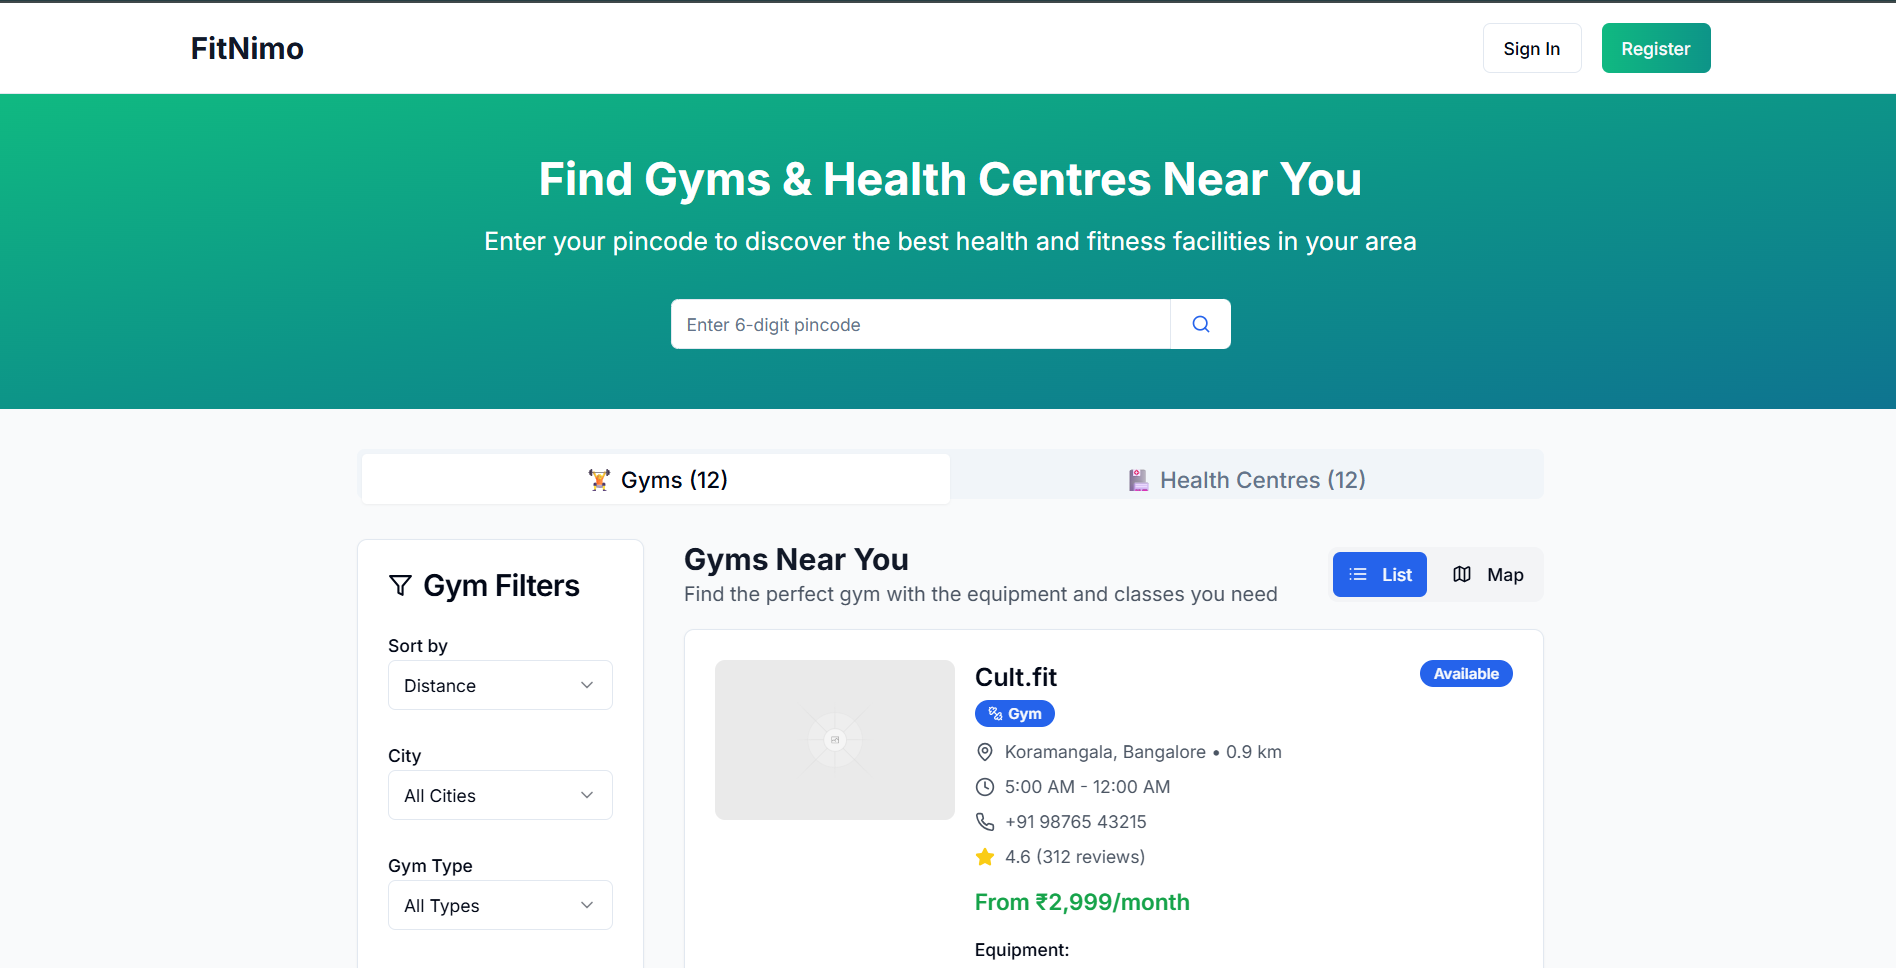 FitNimo
Sign In
Register
Find Gyms & Health Centres Near You
Enter your pincode to discover the best health and fitness facilities in your area
Enter 6-digit pincode
Gyms (12)
Health Centres (12)
Gym Filters
Sort by
Distance
City
All Cities
Gym Type
All Types
Gyms Near You
Find the perfect gym with the equipment and classes you need
List
Map
Cult.fit
Available
Gym
Koramangala, Bangalore • 0.9 km
5:00 AM - 12:00 AM
+91 98765 43215
4.6 (312 reviews)
From ₹2,999/month
Equipment: